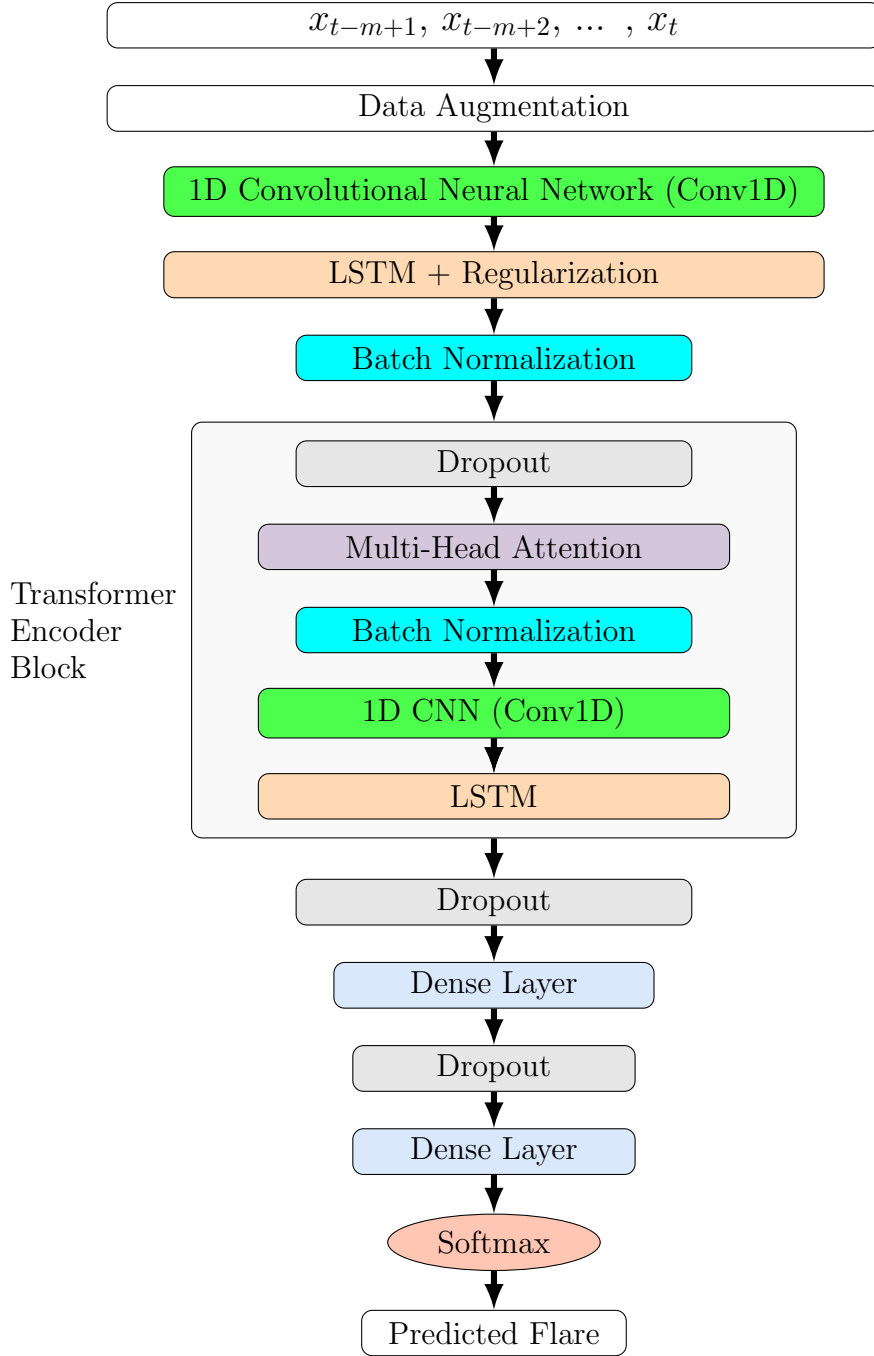 x_{t−m+1}, x_{t−m+2}, ... , x_t
Data Augmentation
1D Convolutional Neural Network (Conv1D)
LSTM + Regularization
Batch Normalization
Dropout
Multi-Head Attention
Transformer
Encoder
Block
Batch Normalization
1D CNN (Conv1D)
LSTM
Dropout
Dense Layer
Dropout
Dense Layer
Softmax
Predicted Flare